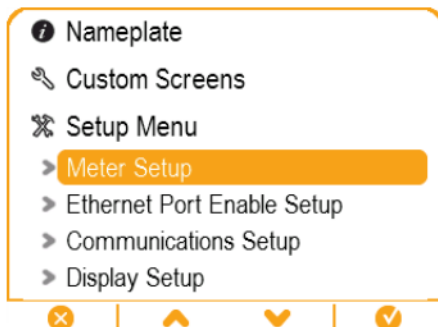 Nameplate
Custom Screens
Setup Menu
Meter Setup
Ethernet Port Enable Setup
Communications Setup
Display Setup